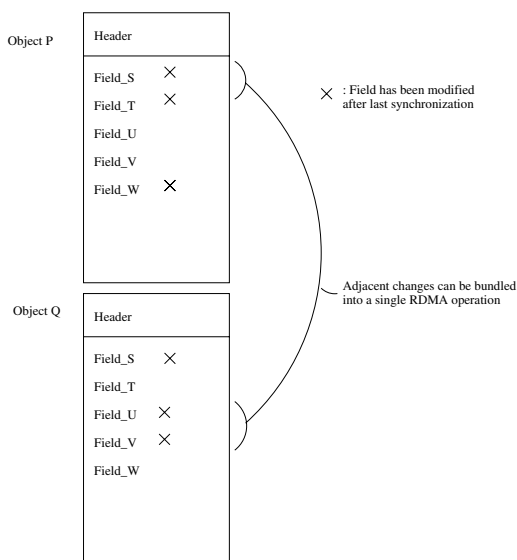 Object P
Header
Field_S
Field_T
Field_U
Field_V
Field_W
: Field has been modified
after last synchronization
Adjacent changes can be bundled
into a single RDMA operation
Object Q
Header
Field_S
Field_T
Field_U
Field_V
Field_W